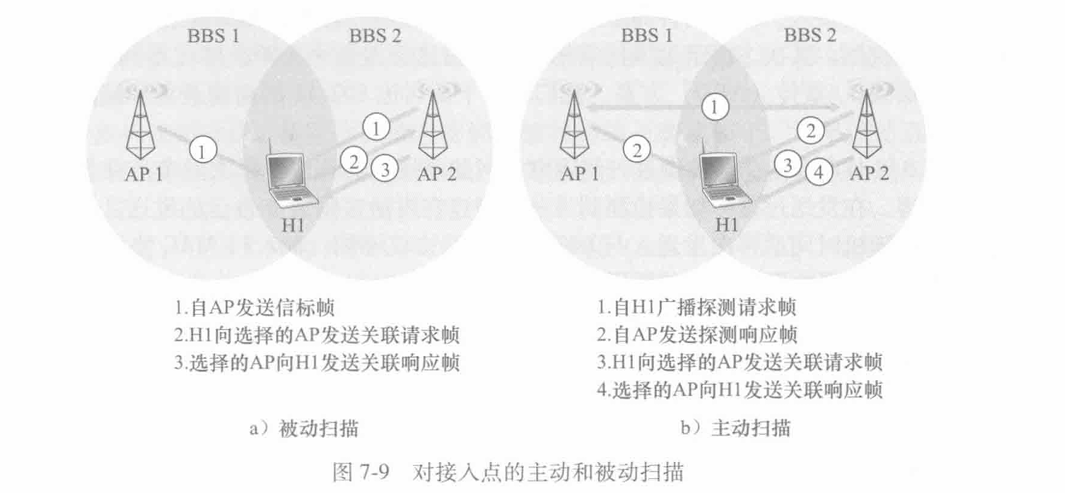 BBS 1
BBS 2
1
1
2
3
AP 1
AP 2
H1
1.自AP发送信标帧
2.H1向选择的AP发送关联请求帧
3.选择的AP向H1发送关联响应帧
a）被动扫描
BBS 1
BBS 2
1
2
2
3
4
AP 1
AP 2
H1
1.自H1广播探测请求帧
2.自AP发送探测响应帧
3.H1向选择的AP发送关联请求帧
4.选择的AP向H1发送关联响应帧
b）主动扫描
图 7-9 对接入点的主动和被动扫描